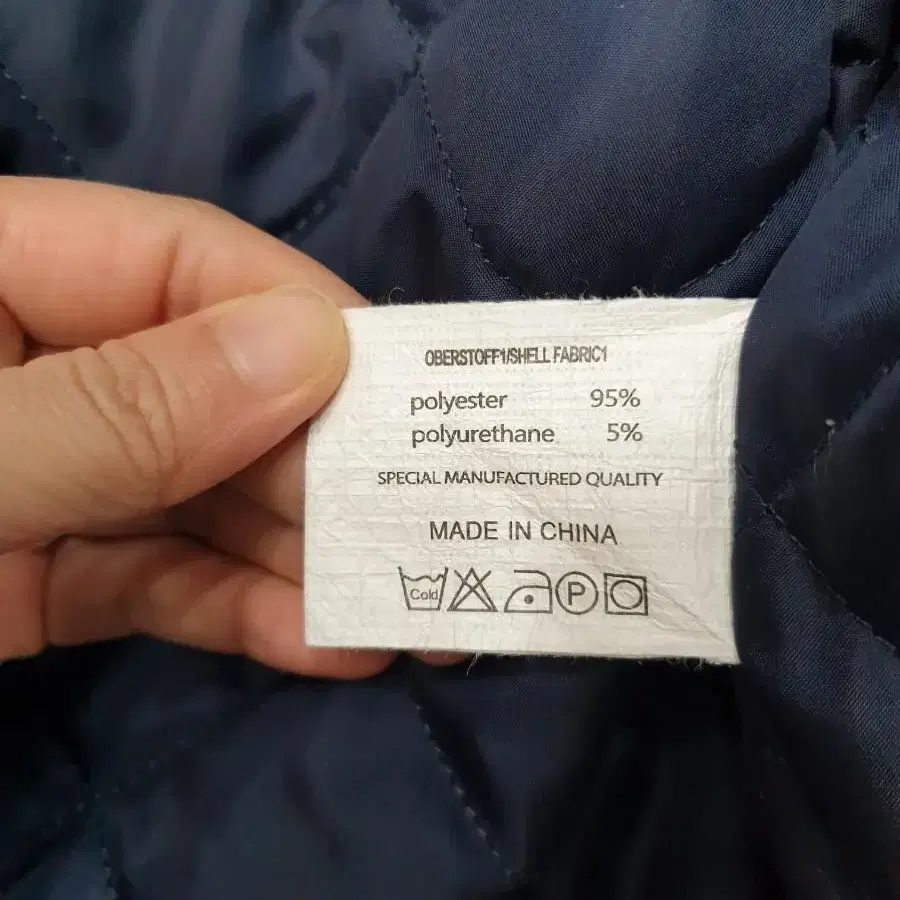 OBERSTOFF1/SHELL FABRIC1
polyester 95%
polyurethane 5%
SPECIAL MANUFACTURED QUALITY
MADE IN CHINA
Cold P